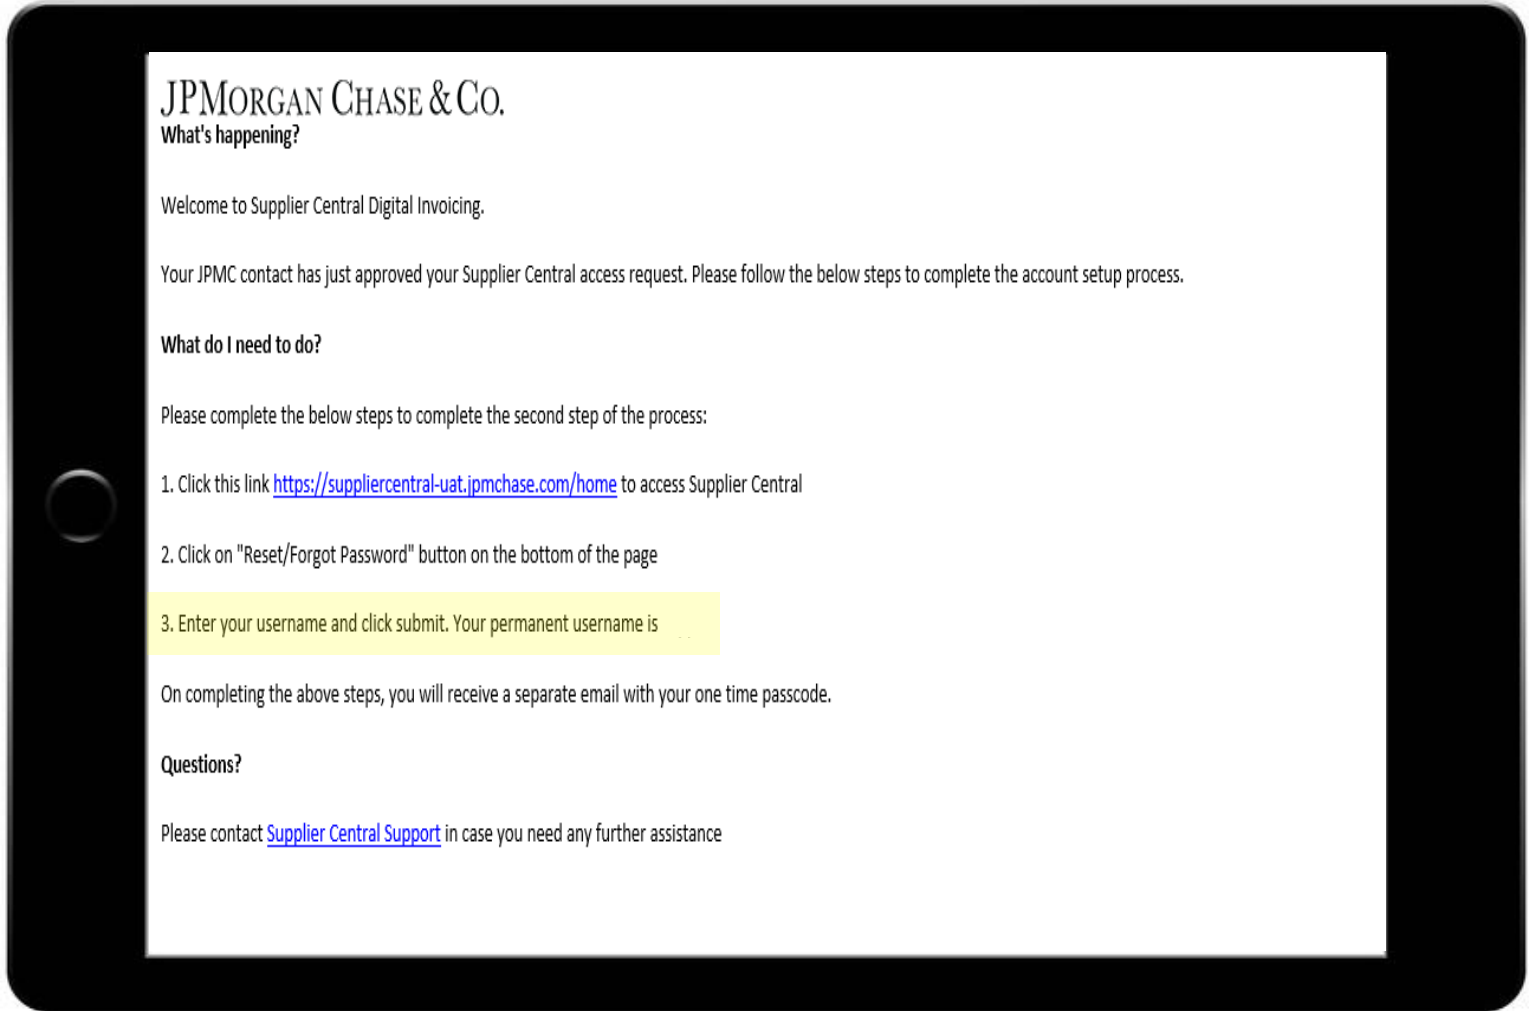 JPMORGAN CHASE & CO.
What's happening?
Welcome to Supplier Central Digital Invoicing.
Your JPMC contact has just approved your Supplier Central access request. Please follow the below steps to complete the account setup process.
What do I need to do?
Please complete the below steps to complete the second step of the process:
1. Click this link https://suppliercentral-uat.jpmchase.com/home to access Supplier Central
2. Click on "Reset/Forgot Password" button on the bottom of the page
3. Enter your username and click submit. Your permanent username is
On completing the above steps, you will receive a separate email with your one time passcode.
Questions?
Please contact Supplier Central Support in case you need any further assistance